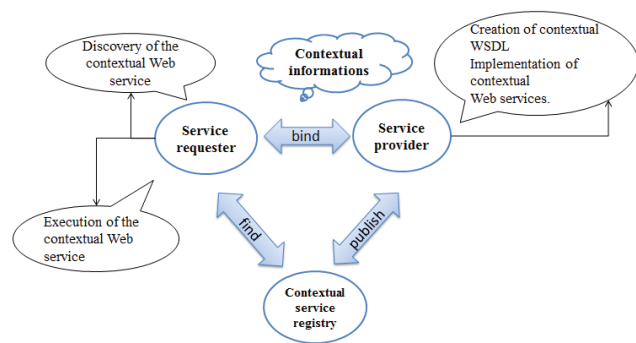 Discovery of the
contextual Web
service
Contextual
informations
Creation of contextual
WSDL
Implementation of
contextual
Web services.
Service
requester
bind
Service
provider
Execution of the
contextual Web
service
find
publish
Contextual
service
registry